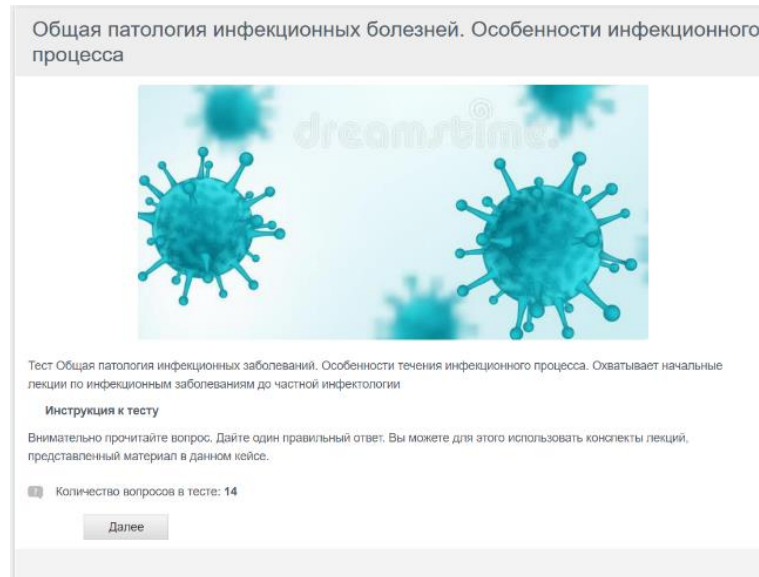 Общая патология инфекционных болезней. Особенности инфекционного
процесса
dreamstime.
Тест Общая патология инфекционных заболеваний. Особенности течения инфекционного процесса. Охватывает начальные
лекции по инфекционным заболеваниям до частной инфектологии
Инструкция к тесту
Внимательно прочитайте вопрос. Дайте один правильный ответ. Вы можете для этого использовать конспекты лекций,
представленный материал в данном кейсе.
Количество вопросов в тесте: 14
Далее